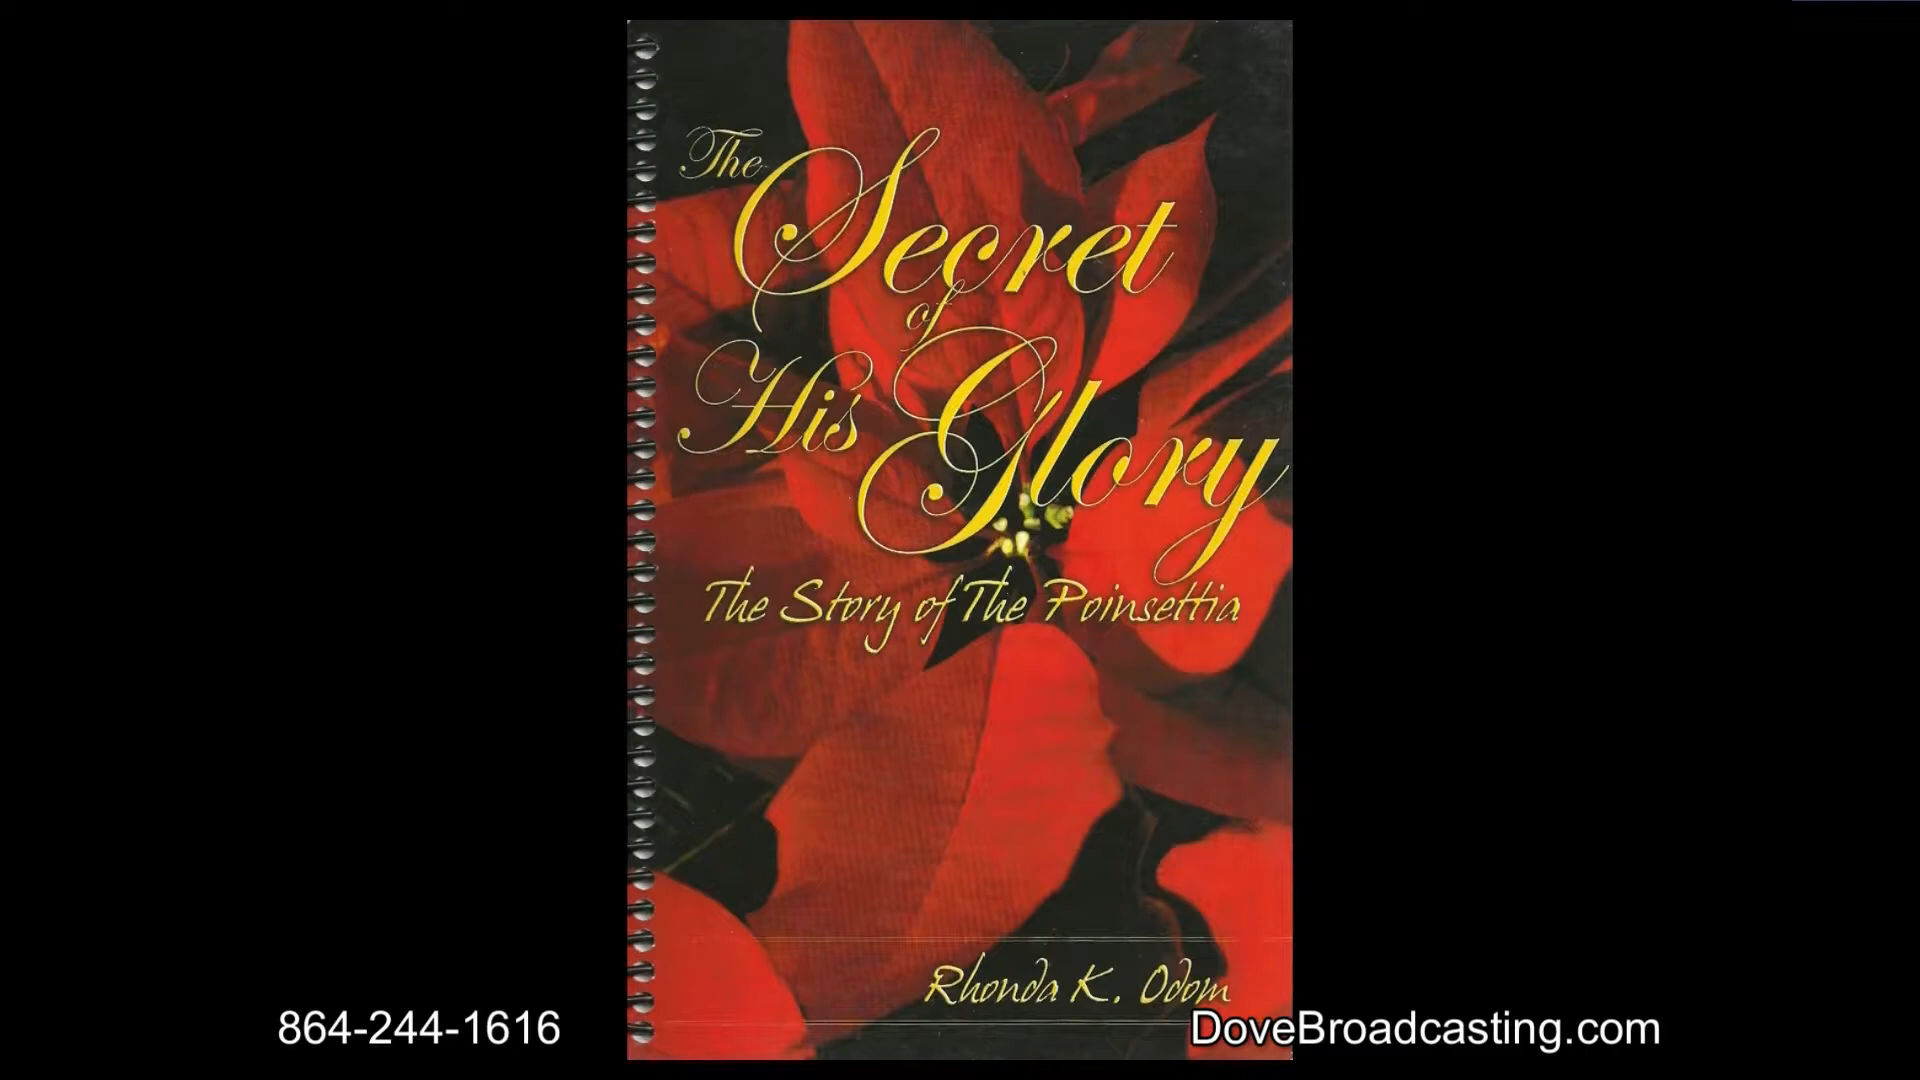 The
Secret
of
His Glory
The Story of The Poinsettia
Rhonda K. Odom
864-244-1616
DoveBroadcasting.com